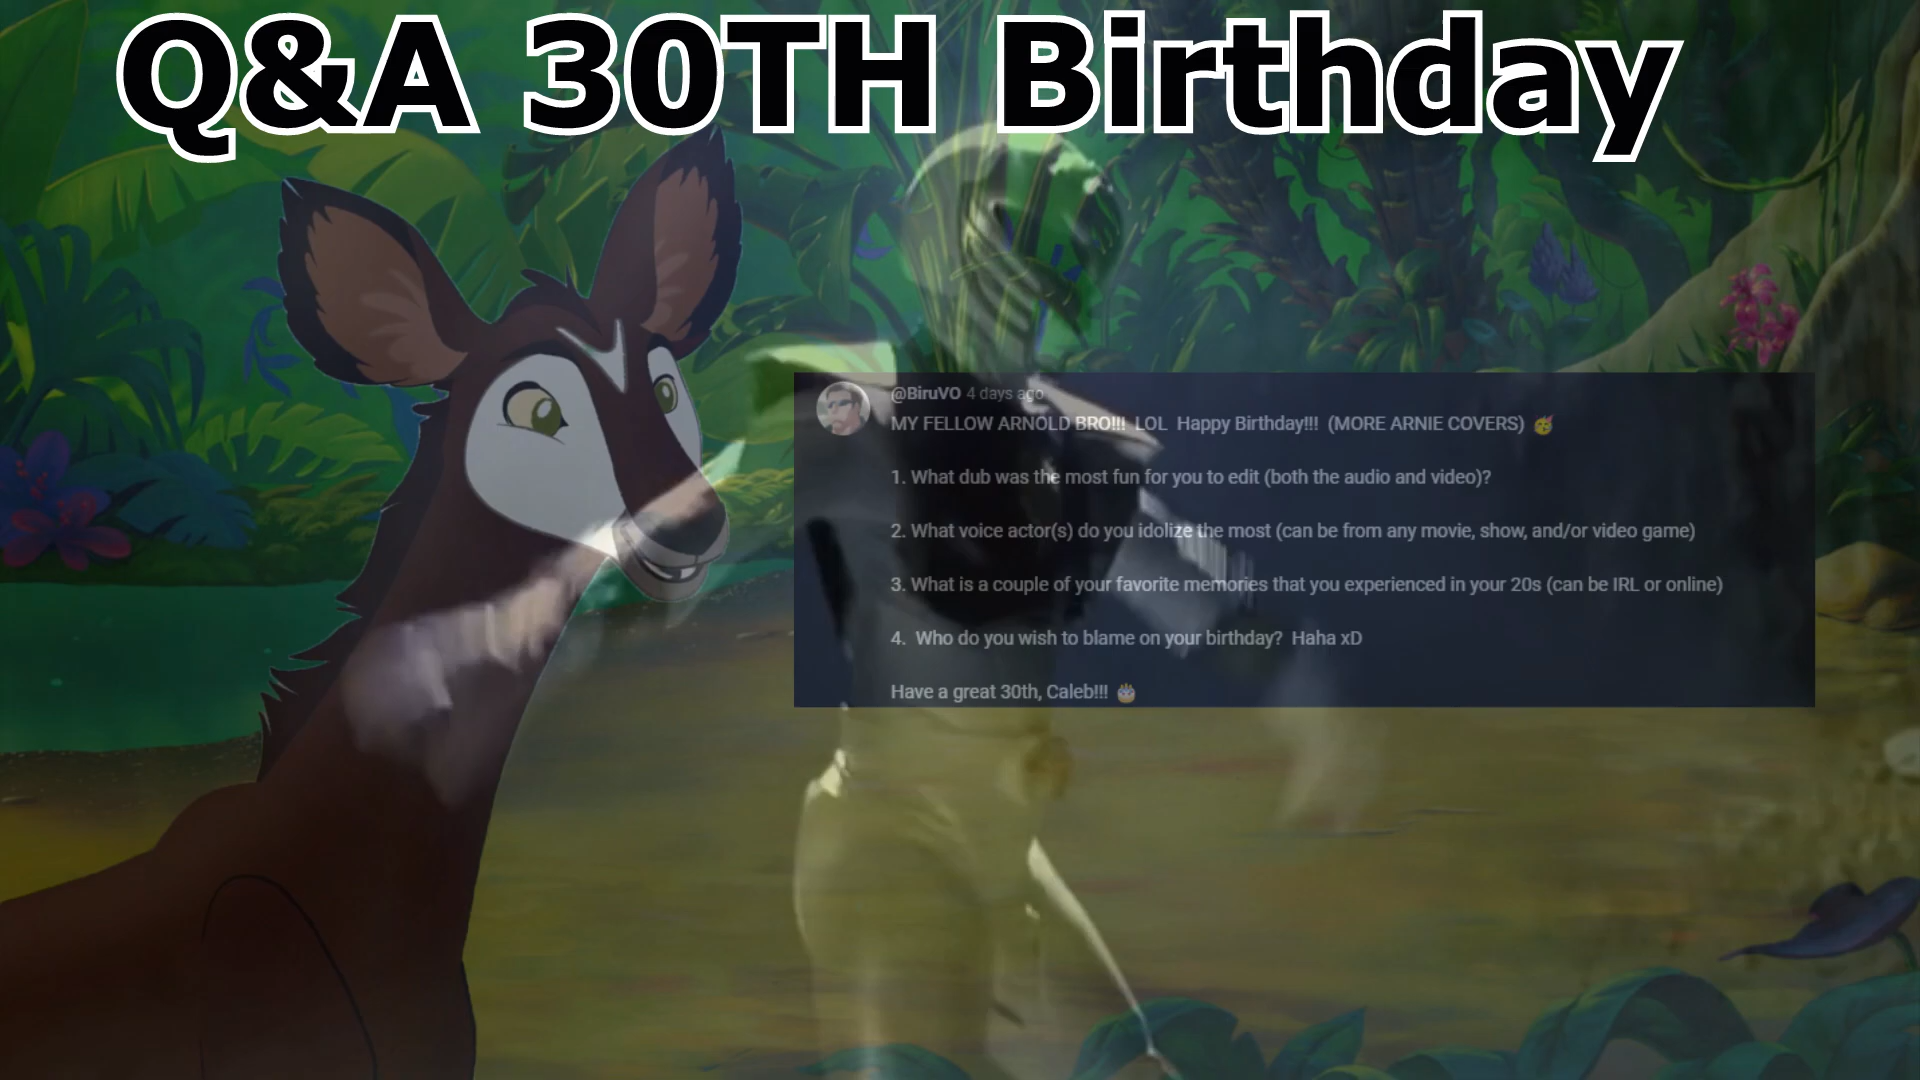 Q&A 30TH Birthday
@BiruVO 4 days ago
MY FELLOW ARNOLD BRO!!! LOL Happy Birthday!!! (MORE ARNIE COVERS) 🥳
1. What dub was the most fun for you to edit (both the audio and video)?
2. What voice actor(s) do you idolize the most (can be from any movie, show, and/or video game)
3. What is a couple of your favorite memories that you experienced in your 20s (can be IRL or online)
4. Who do you wish to blame on your birthday? Haha xD
Have a great 30th, Caleb!!! 🎂